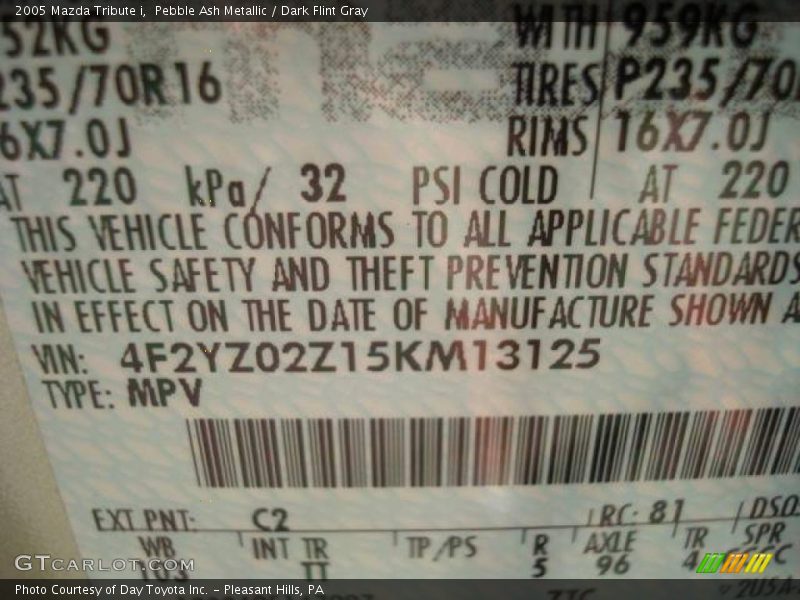 2005 Mazda Tribute i, Pebble Ash Metallic / Dark Flint Gray
52KG WITH 959KG
235/70R16 TIRES P235/70
6X7.0J RIMS 16X7.0J
AT 220 kPa/ 32 PSI COLD AT 220
THIS VEHICLE CONFORMS TO ALL APPLICABLE FEDER
VEHICLE SAFETY AND THEFT PREVENTION STANDARDS
IN EFFECT ON THE DATE OF MANUFACTURE SHOWN A
VIN: 4F2YZ02Z15KM13125
TYPE: MPV
EXT PNT: C2 RC: 81 DSO
WB INT TR TP/PS R AXLE TR SPR
103 TT 5 96 4 C
GTcarlot.com
Photo Courtesy of Day Toyota Inc. – Pleasant Hills, PA